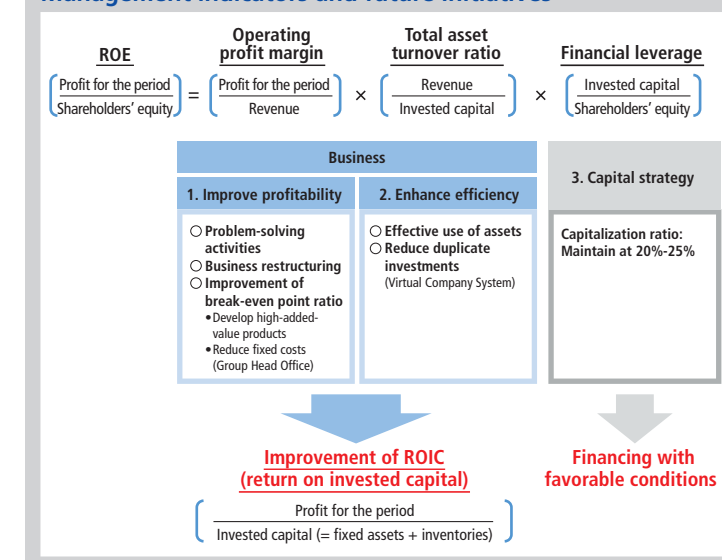 Management indicators and future initiatives
ROE
Operating
profit margin
Total asset
turnover ratio
Financial leverage
Profit for the period
Shareholders' equity
=
Profit for the period
Revenue
×
Revenue
Invested capital
×
Invested capital
Shareholders' equity
Business
1. Improve profitability
○ Problem-solving
activities
○ Business restructuring
○ Improvement of
break-even point ratio
• Develop high-added-
value products
• Reduce fixed costs
(Group Head Office)
2. Enhance efficiency
○ Effective use of assets
○ Reduce duplicate
investments
(Virtual Company System)
3. Capital strategy
Capitalization ratio:
Maintain at 20%-25%
Improvement of ROIC
(return on invested capital)
Profit for the period
Invested capital (= fixed assets + inventories)
Financing with
favorable conditions